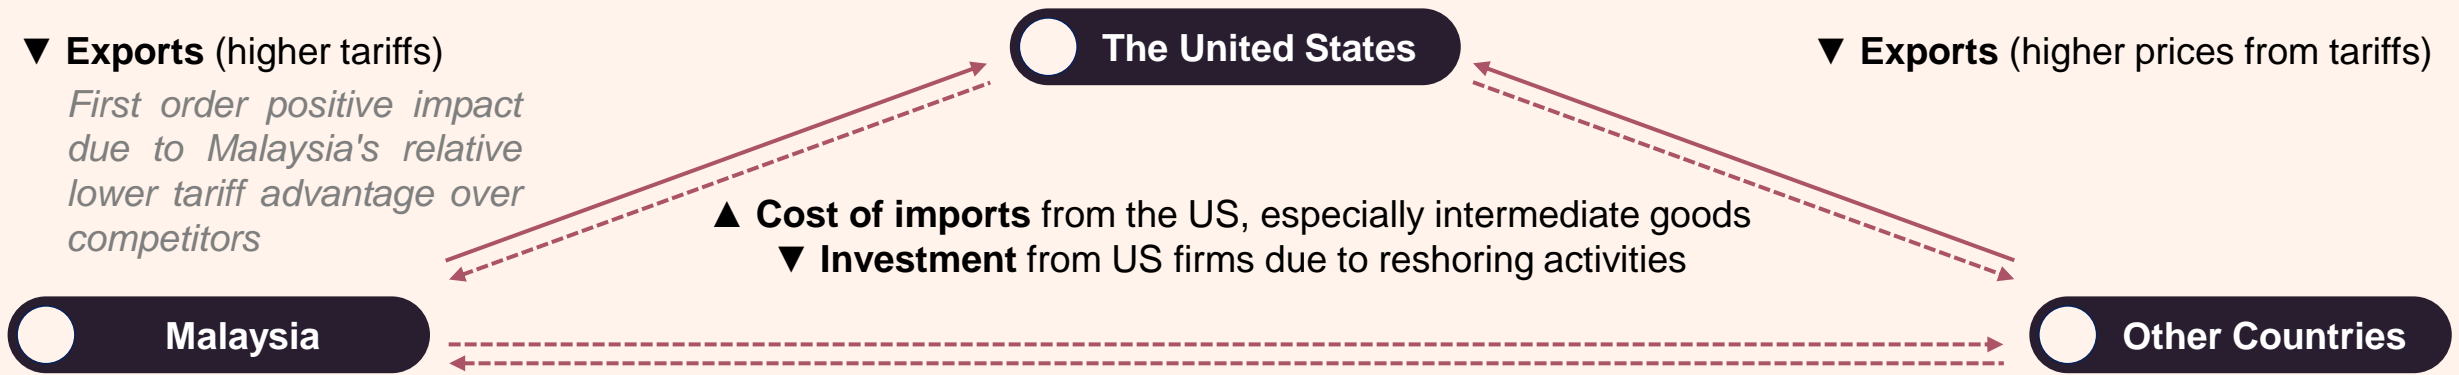 ▼ Exports (higher tariffs)
First order positive impact
due to Malaysia's relative
lower tariff advantage over
competitors
The United States
▼ Exports (higher prices from tariffs)
▲ Cost of imports from the US, especially intermediate goods
▼ Investment from US firms due to reshoring activities
Malaysia
Other Countries